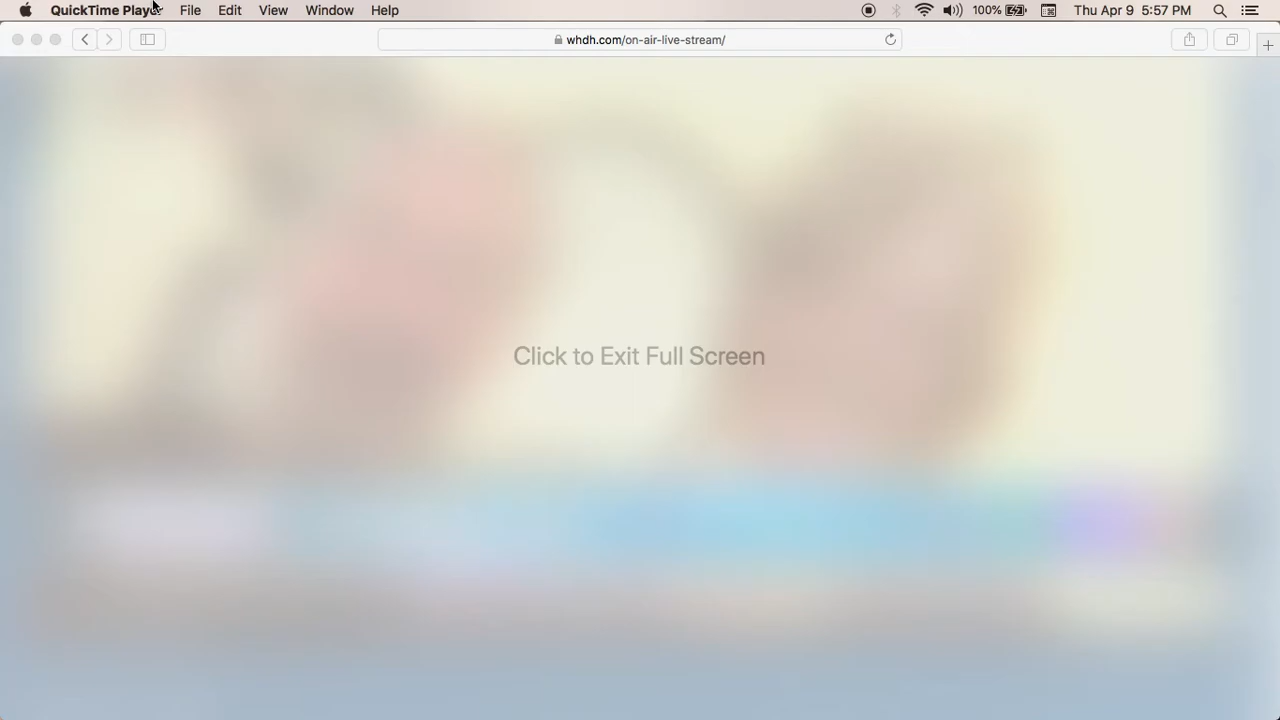 QuickTime Player File Edit View Window Help 100% Thu Apr 9 5:57 PM
whdh.com/on-air-live-stream/
Click to Exit Full Screen